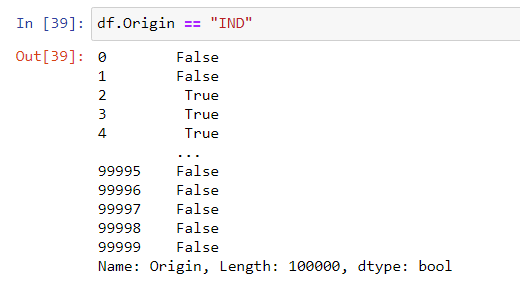 In [39]: df.Origin == "IND"
Out[39]: 0        False
1        False
2         True
3         True
4         True
         ...
99995    False
99996    False
99997    False
99998    False
99999    False
Name: Origin, Length: 100000, dtype: bool